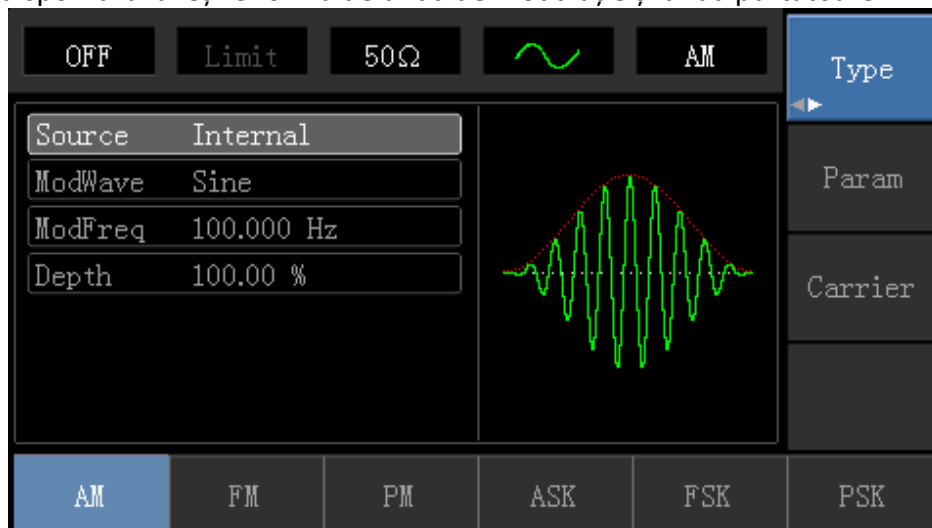 OFF Limit 50Ω AM
Type
Source Internal
ModWave Sine
Param
ModFreq 100.000 Hz
Depth 100.00 %
Carrier
AM FM PM ASK FSK PSK